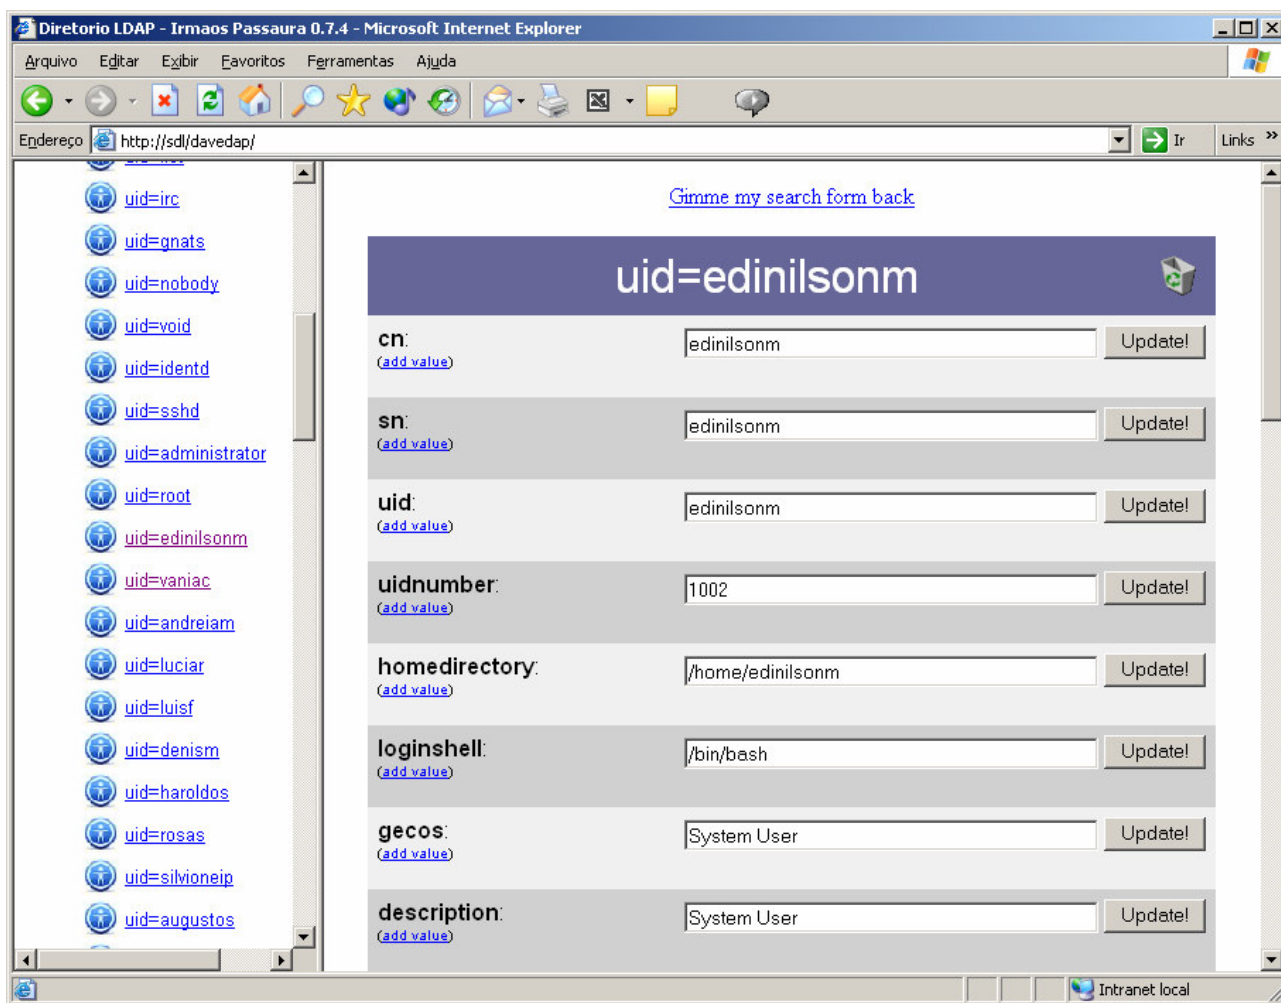 Diretorio LDAP - Irmaos Passaura 0.7.4 - Microsoft Internet Explorer
Arquivo Editar Exibir Favoritos Ferramentas Ajuda
Endereço http://sdl/davedap/ Ir Links »
uid=irc
uid=gnats
uid=nobody
uid=void
uid=identd
uid=sshd
uid=administrator
uid=root
uid=edinilsonm
uid=vaniac
uid=andreiam
uid=luciar
uid=luisf
uid=denism
uid=haroldos
uid=rosas
uid=silvioneip
uid=augustos
Gimme my search form back
uid=edinilsonm
cn: edinilsonm Update!
(add value)
sn: edinilsonm Update!
(add value)
uid: edinilsonm Update!
(add value)
uidnumber: 1002 Update!
(add value)
homedirectory: /home/edinilsonm Update!
(add value)
loginshell: /bin/bash Update!
(add value)
gecos: System User Update!
(add value)
description: System User Update!
(add value)
Intranet local